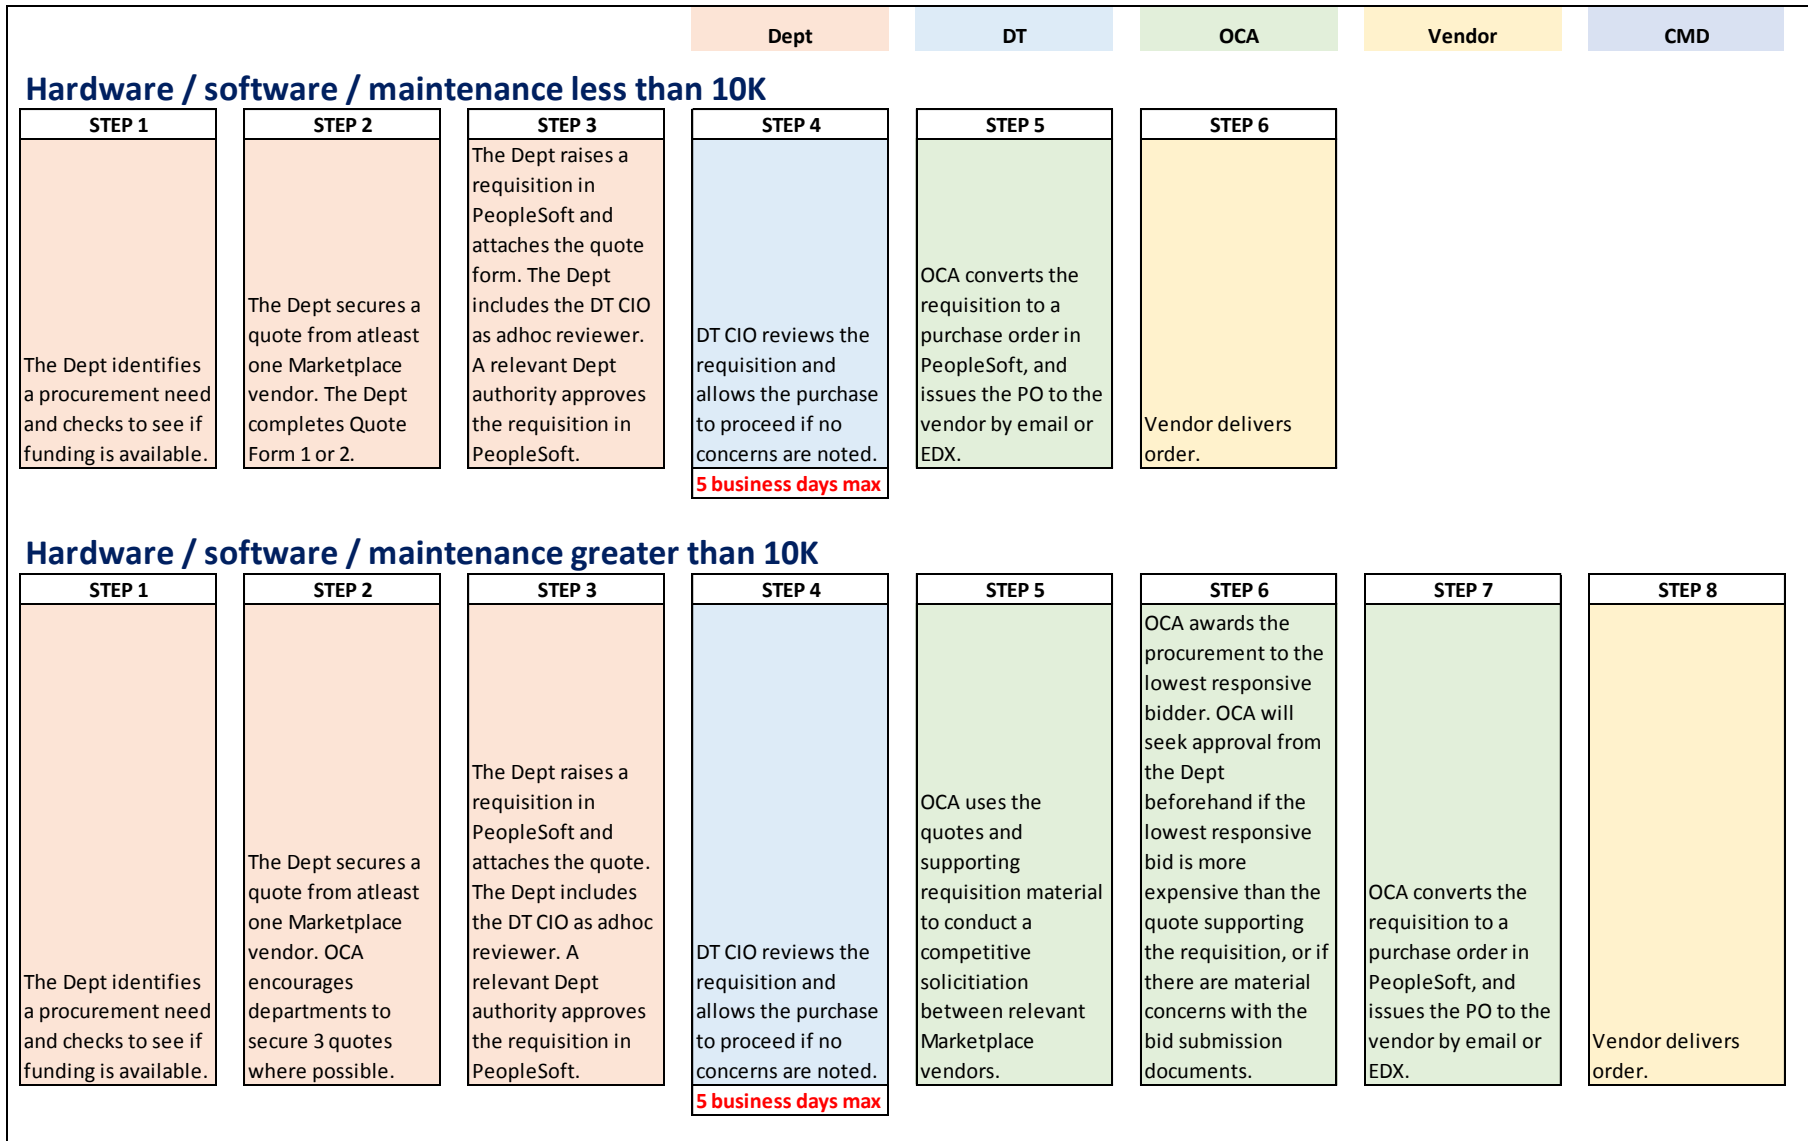 Dept
DT
OCA
Vendor
CMD
Hardware / software / maintenance less than 10K
STEP 1
The Dept identifies
a procurement need
and checks to see if
funding is available.
STEP 2
The Dept secures a
quote from atleast
one Marketplace
vendor. The Dept
completes Quote
Form 1 or 2.
STEP 3
The Dept raises a
requisition in
PeopleSoft and
attaches the quote
form. The Dept
includes the DT CIO
as adhoc reviewer.
A relevant Dept
authority approves
the requisition in
PeopleSoft.
STEP 4
DT CIO reviews the
requisition and
allows the purchase
to proceed if no
concerns are noted.
5 business days max
STEP 5
OCA converts the
requisition to a
purchase order in
PeopleSoft, and
issues the PO to the
vendor by email or
EDX.
STEP 6
Vendor delivers
order.
Hardware / software / maintenance greater than 10K
STEP 1
The Dept identifies
a procurement need
and checks to see if
funding is available.
STEP 2
The Dept secures a
quote from atleast
one Marketplace
vendor. OCA
encourages
departments to
secure 3 quotes
where possible.
STEP 3
The Dept raises a
requisition in
PeopleSoft and
attaches the quote.
The Dept includes
the DT CIO as adhoc
reviewer. A
relevant Dept
authority approves
the requisition in
PeopleSoft.
STEP 4
DT CIO reviews the
requisition and
allows the purchase
to proceed if no
concerns are noted.
5 business days max
STEP 5
OCA uses the
quotes and
supporting
requisition material
to conduct a
competitive
solicitiation
between relevant
Marketplace
vendors.
STEP 6
OCA awards the
procurement to the
lowest responsive
bidder. OCA will
seek approval from
the Dept
beforehand if the
lowest responsive
bid is more
expensive than the
quote supporting
the requisition, or if
there are material
concerns with the
bid submission
documents.
STEP 7
OCA converts the
requisition to a
purchase order in
PeopleSoft, and
issues the PO to the
vendor by email or
EDX.
STEP 8
Vendor delivers
order.